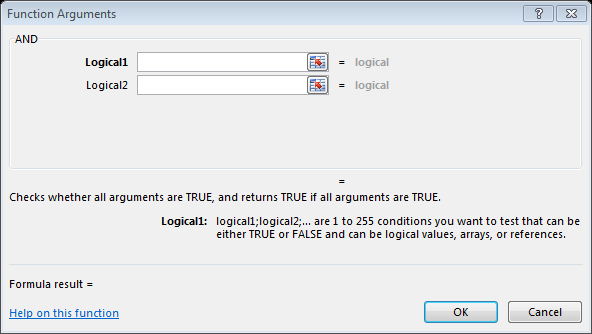 Function Arguments
AND
Logical1 = logical
Logical2 = logical
=
Checks whether all arguments are TRUE, and returns TRUE if all arguments are TRUE.
Logical1: logical1;logical2;... are 1 to 255 conditions you want to test that can be
either TRUE or FALSE and can be logical values, arrays, or references.
Formula result =
Help on this function
OK Cancel